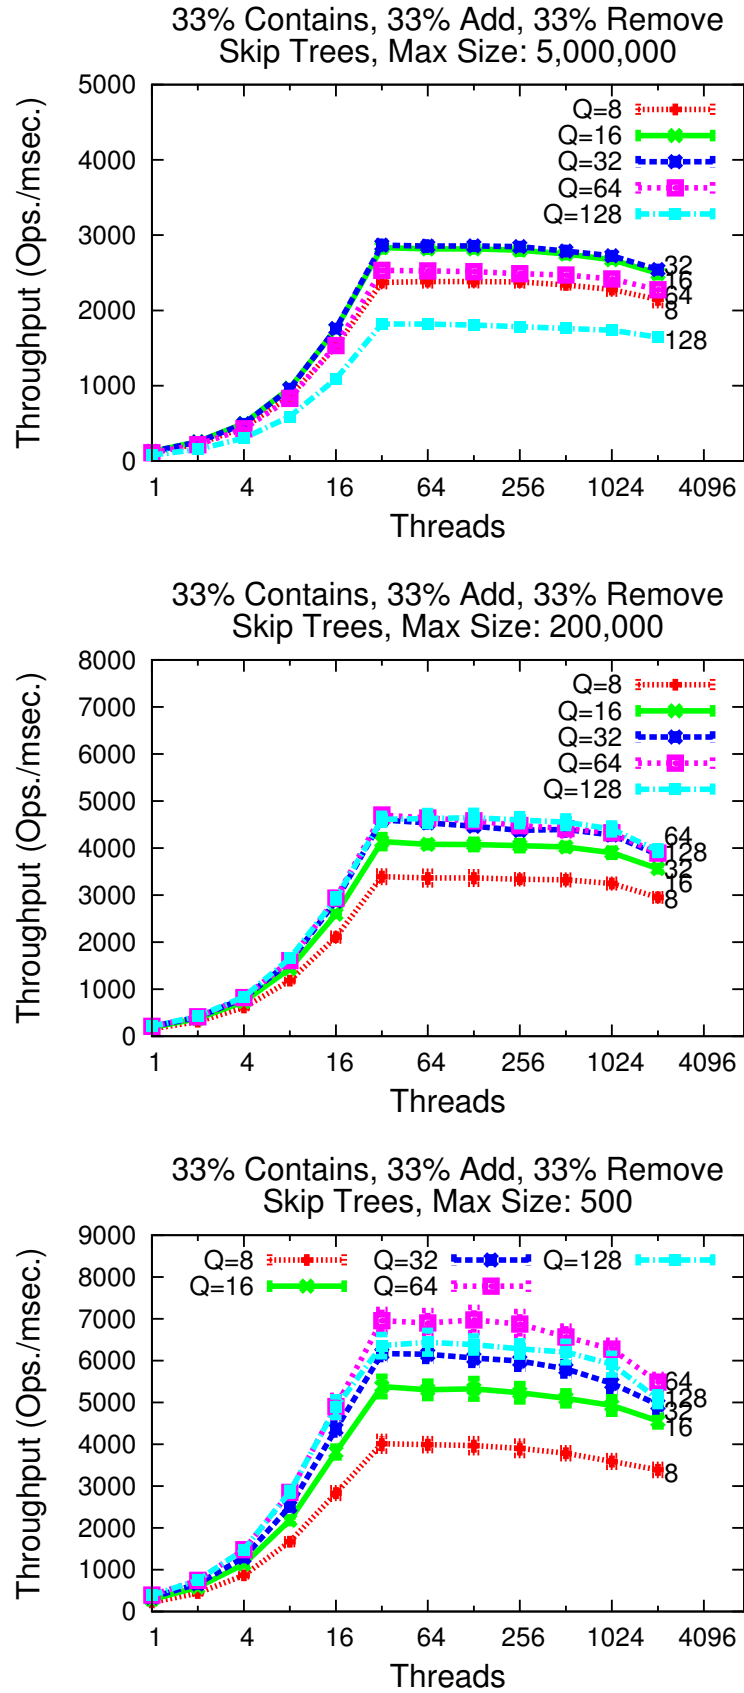 33% Contains, 33% Add, 33% Remove
Skip Trees, Max Size: 5,000,000
Throughput (Ops./msec.)
5000
4000
3000
2000
1000
0
Q=8
Q=16
Q=32
Q=64
Q=128
32
16
64
8
128
1 4 16 64 256 1024 4096
Threads
33% Contains, 33% Add, 33% Remove
Skip Trees, Max Size: 200,000
Throughput (Ops./msec.)
8000
7000
6000
5000
4000
3000
2000
1000
0
Q=8
Q=16
Q=32
Q=64
Q=128
64
128
32
16
8
1 4 16 64 256 1024 4096
Threads
33% Contains, 33% Add, 33% Remove
Skip Trees, Max Size: 500
Throughput (Ops./msec.)
9000
8000
7000
6000
5000
4000
3000
2000
1000
0
Q=8 Q=32 Q=128
Q=16 Q=64
64
128
32
16
8
1 4 16 64 256 1024 4096
Threads